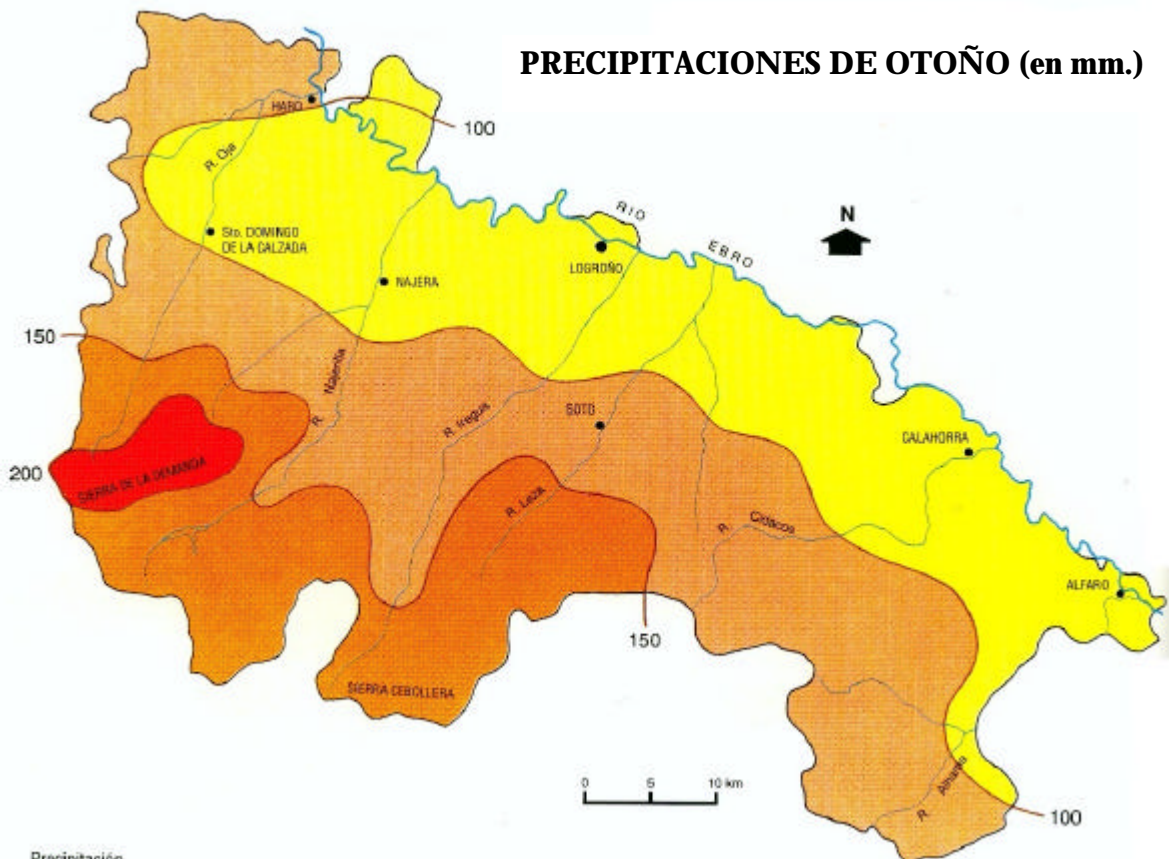 PRECIPITACIONES DE OTOÑO (en mm.)
HARO
100
R. Oja
Sto. DOMINGO
DE LA CALZADA
RIO
N
EBRO
LOGROÑO
NAJERA
150
R. Najerilla
R. Iregua
SOTO
CALAHORRA
200
SIERRA DE LA DEMANDA
R. Leza
R. Cidacos
ALFARO
150
SIERRA CEBOLLERA
0 5 10 km
R. Alhama
100
Precipitación